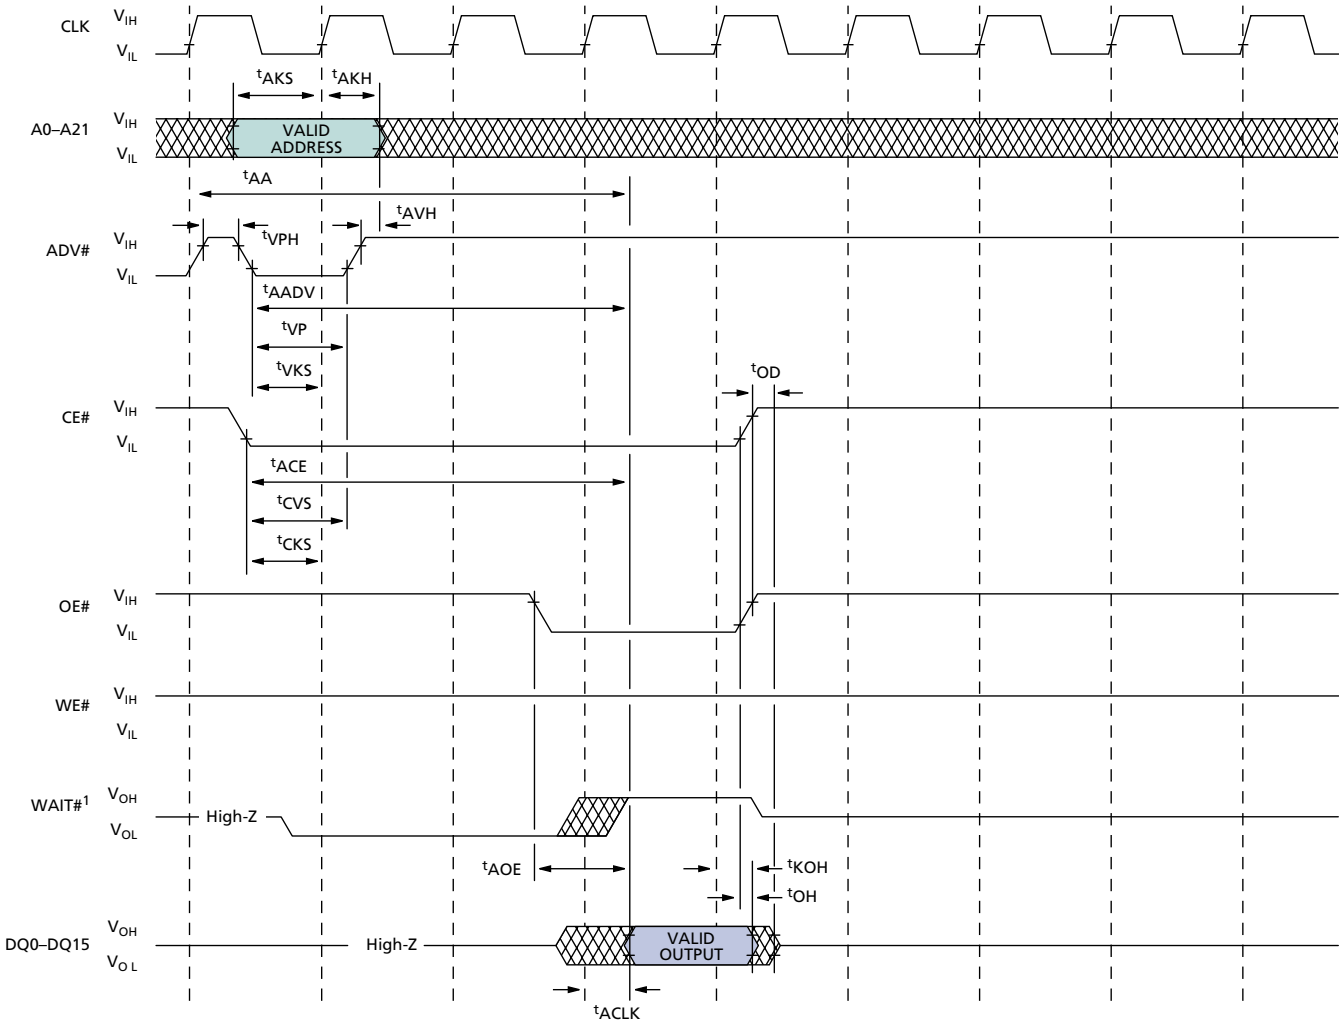 CLK
VIH
VIL
tAKS
tAKH
A0–A21
VIH
VIL
VALID
ADDRESS
tAA
tAVH
ADV#
VIH
VIL
tVPH
tAADV
tVP
tVKS
tOD
CE#
VIH
VIL
tACE
tCVS
tCKS
OE#
VIH
VIL
WE#
VIH
VIL
WAIT#1
VOH
VOL
High-Z
tAOE
tKOH
tOH
DQ0–DQ15
VOH
VO L
High-Z
VALID
OUTPUT
tACLK